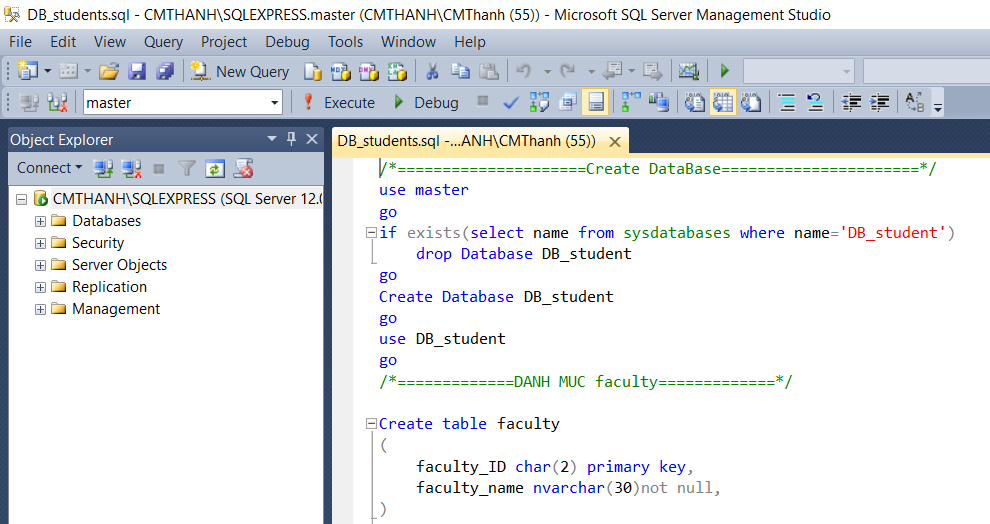 DB_students.sql - CMTHANH\SQLEXPRESS.master (CMTHANH\CMThanh (55)) - Microsoft SQL Server Management Studio
File Edit View Query Project Debug Tools Window Help
New Query
master Execute Debug
Object Explorer
Connect
CMTHANH\SQLEXPRESS (SQL Server 12.0
Databases
Security
Server Objects
Replication
Management
DB_students.sql -...ANH\CMThanh (55))
/*=====================Create DataBase======================*/
use master
go
if exists(select name from sysdatabases where name='DB_student')
drop Database DB_student
go
Create Database DB_student
go
use DB_student
go
/*=============DANH MUC faculty=============*/
Create table faculty
(
faculty_ID char(2) primary key,
faculty_name nvarchar(30)not null,
)